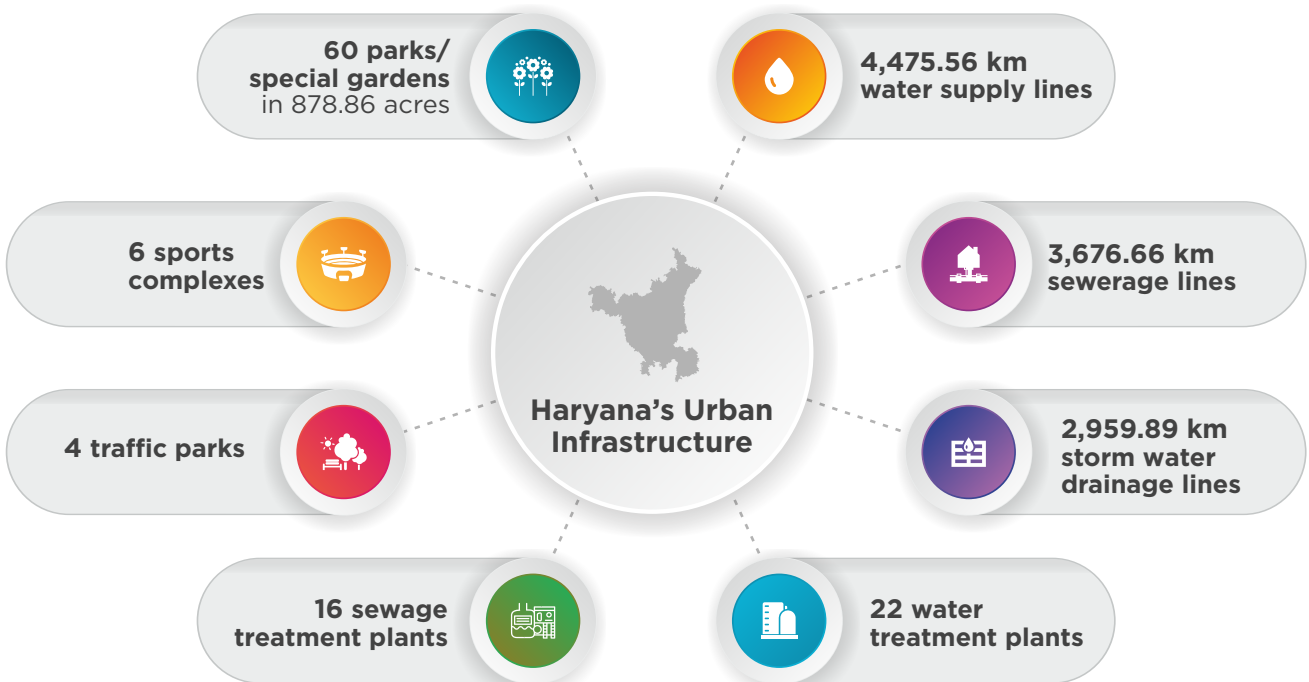 60 parks/
special gardens
in 878.86 acres
4,475.56 km
water supply lines
6 sports
complexes
3,676.66 km
sewerage lines
Haryana’s Urban
Infrastructure
4 traffic parks
2,959.89 km
storm water
drainage lines
16 sewage
treatment plants
22 water
treatment plants